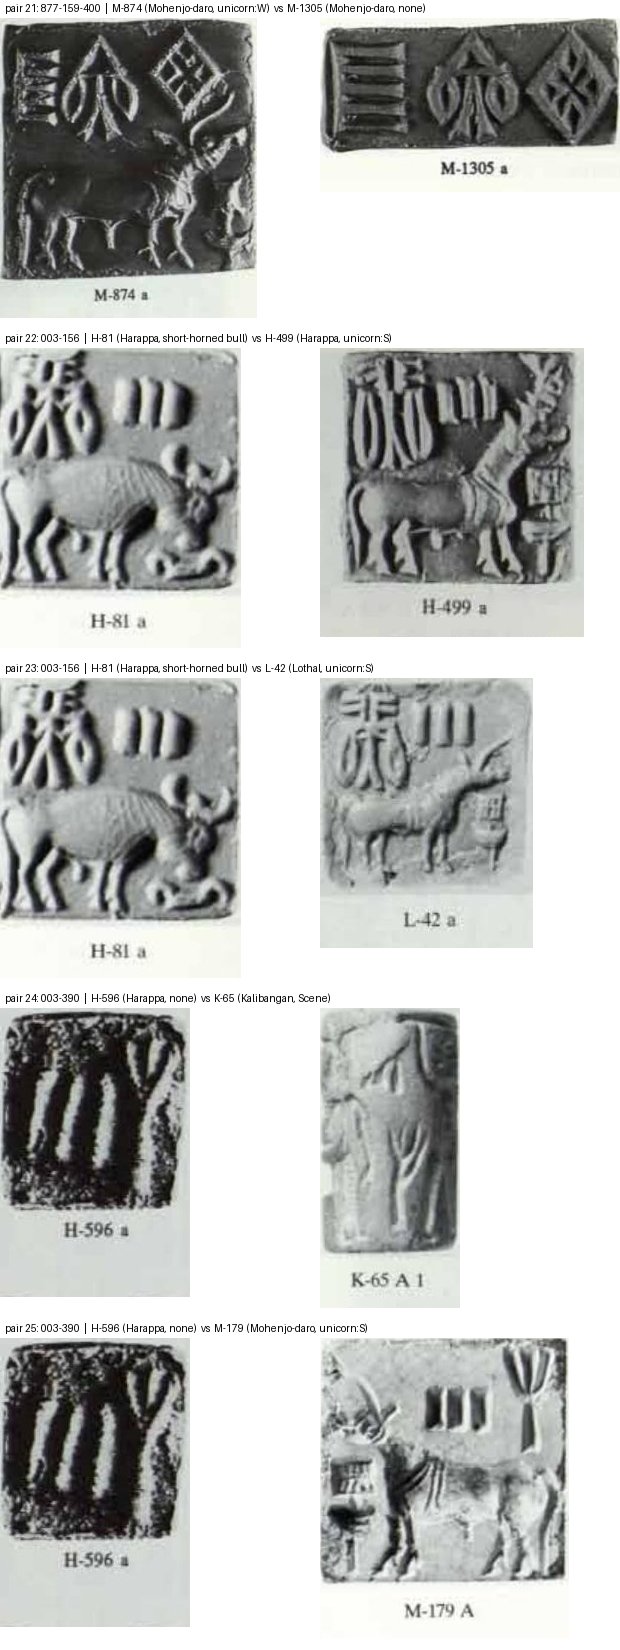 pair 21: 877-159-400 | M-874 (Mohenjo-daro, unicorn:W) vs M-1305 (Mohenjo-daro, none)
M-874 a
M-1305 a
pair 22: 003-156 | H-81 (Harappa, short-horned bull) vs H-499 (Harappa, unicorn:S)
H-81 a
H-499 a
pair 23: 003-156 | H-81 (Harappa, short-horned bull) vs L-42 (Lothal, unicorn:S)
H-81 a
L-42 a
pair 24: 003-390 | H-596 (Harappa, none) vs K-65 (Kalibangan, Scene)
H-596 a
K-65 A 1
pair 25: 003-390 | H-596 (Harappa, none) vs M-179 (Mohenjo-daro, unicorn:S)
H-596 a
M-179 A